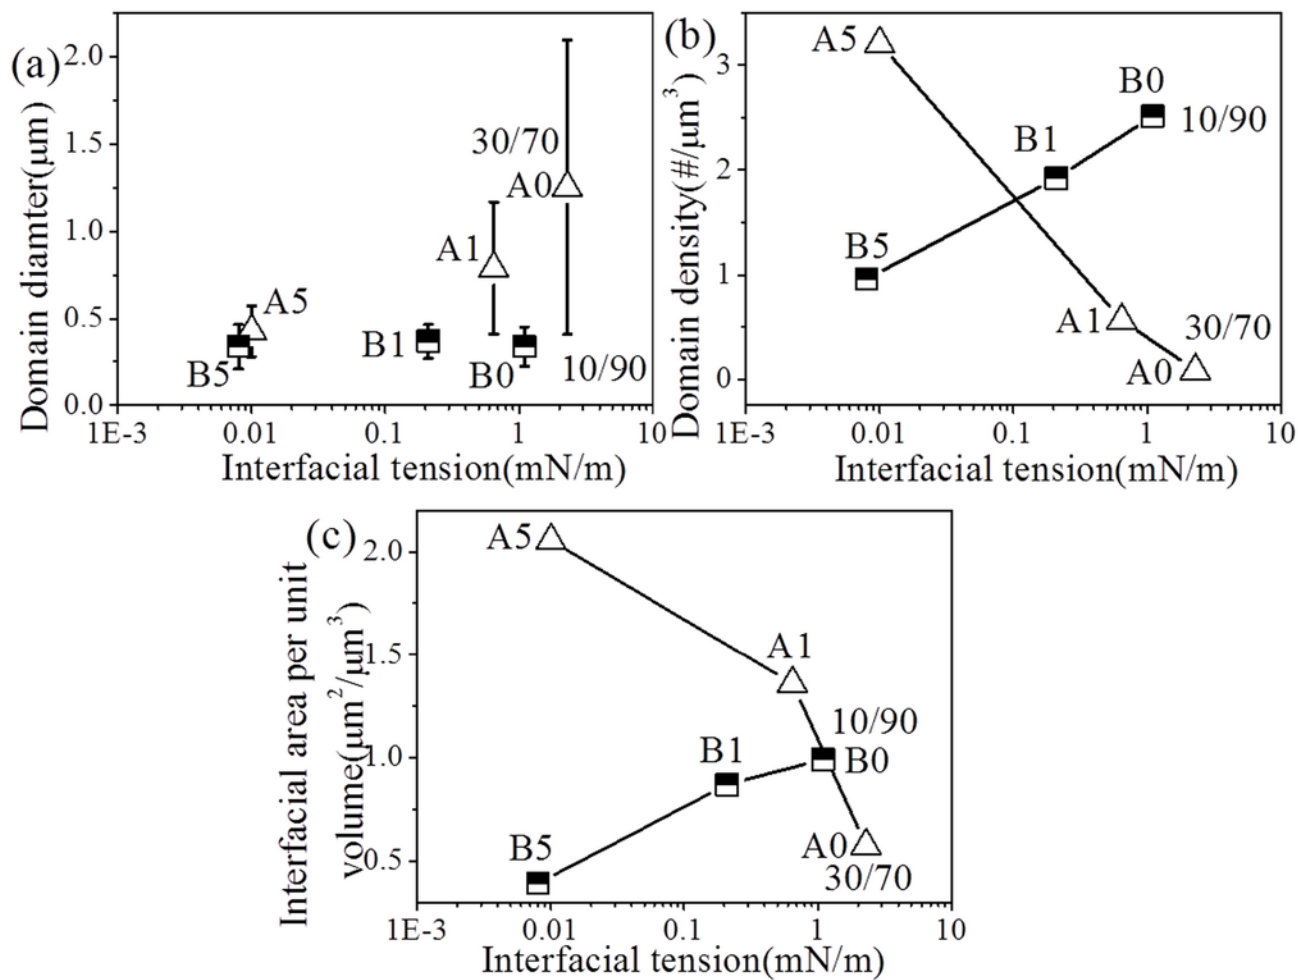 (a)
Domain diamter(μm)
2.0
1.5
1.0
0.5
0.0
30/70
A0
A1
A5
B5
B1
B0
10/90
1E-3 0.01 0.1 1 10
Interfacial tension(mN/m)
(b)
Domain density(#/μm³)
3
2
1
0
A5
B0
10/90
B1
B5
A1
30/70
A0
1E-3 0.01 0.1 1 10
Interfacial tension(mN/m)
(c)
Interfacial area per unit
volume(μm²/μm³)
2.0
1.5
1.0
0.5
A5
A1
10/90
B1
B0
B5
A0
30/70
1E-3 0.01 0.1 1 10
Interfacial tension(mN/m)